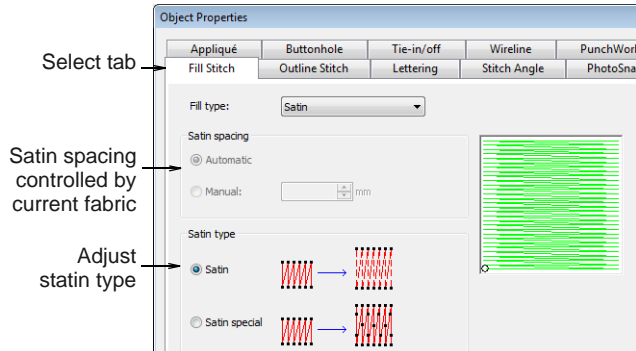 Object Properties
Appliqué Buttonhole Tie-in/off Wireline PunchWork
Select tab
Fill Stitch Outline Stitch Lettering Stitch Angle PhotoSna
Fill type: Satin
Satin spacing
Automatic
Satin spacing
controlled by
current fabric
Manual: mm
Satin type
Adjust
statin type
Satin
Satin special